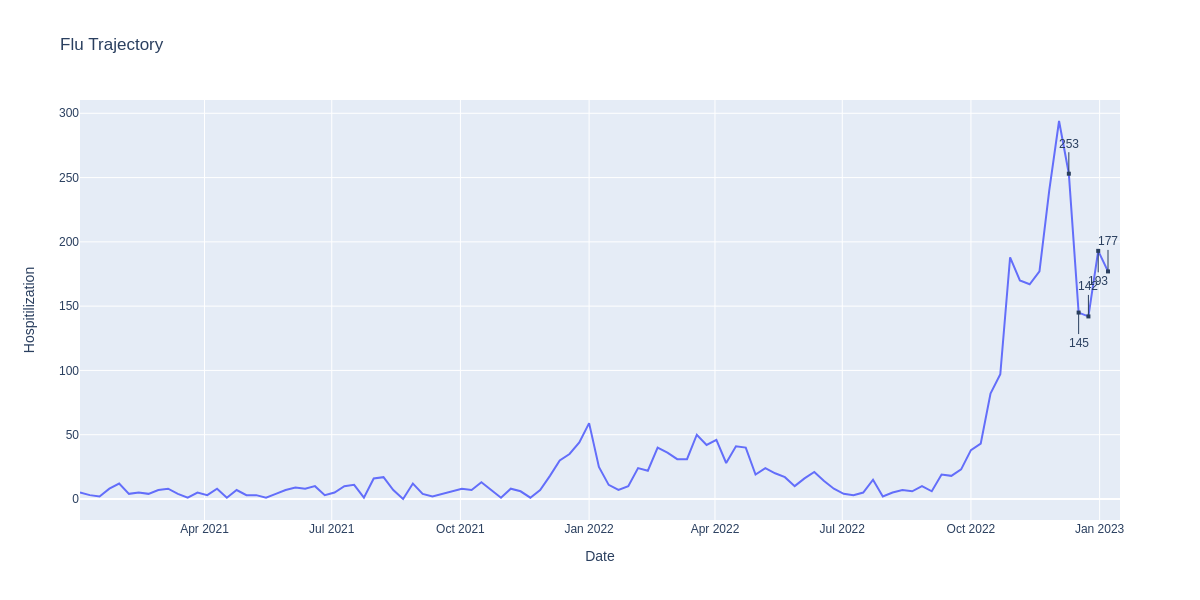 Flu Trajectory
Hospitilization
300
250
200
150
100
50
0
253
177
193
142
145
Apr 2021
Jul 2021
Oct 2021
Jan 2022
Apr 2022
Jul 2022
Oct 2022
Jan 2023
Date